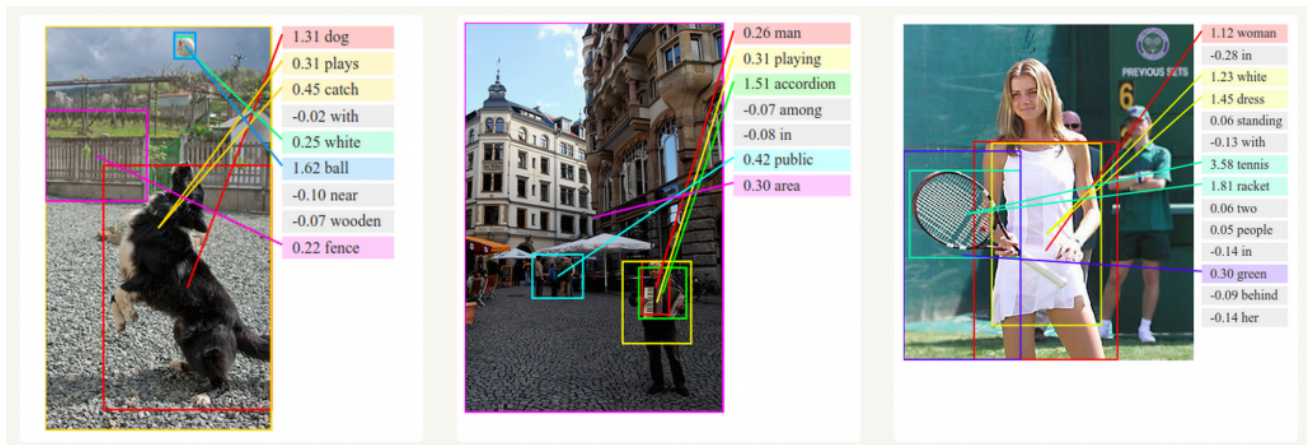 1.31 dog
0.31 plays
0.45 catch
-0.02 with
0.25 white
1.62 ball
-0.10 near
-0.07 wooden
0.22 fence
0.26 man
0.31 playing
1.51 accordion
-0.07 among
-0.08 in
0.42 public
0.30 area
PREVIOUS SETS
6
1.12 woman
-0.28 in
1.23 white
1.45 dress
0.06 standing
-0.13 with
3.58 tennis
1.81 racket
0.06 two
0.05 people
-0.14 in
0.30 green
-0.09 behind
-0.14 her